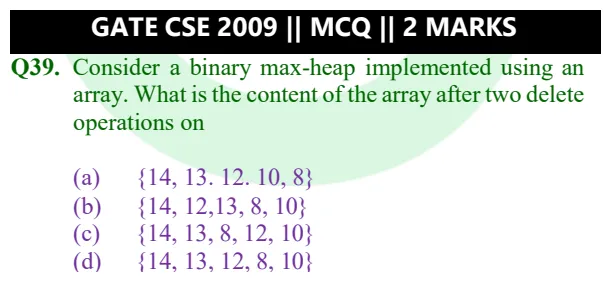 GATE CSE 2009 || MCQ || 2 MARKS
Q39. Consider a binary max-heap implemented using an
array. What is the content of the array after two delete
operations on
(a) {14, 13. 12. 10, 8}
(b) {14, 12,13, 8, 10}
(c) {14, 13, 8, 12, 10}
(d) {14, 13, 12, 8, 10}